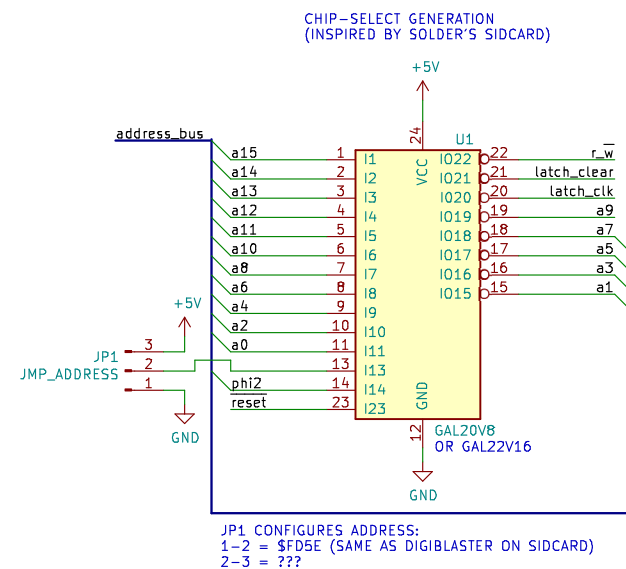 CHIP-SELECT GENERATION
(INSPIRED BY SOLDER'S SIDCARD)
+5V
address_bus
24
U1
VCC
a15 1 I1 IO22 22 r_w
a14 2 I2 IO21 21 latch_clear
a13 3 I3 IO20 20 latch_clk
a12 4 I4 IO19 19 a9
a11 5 I5 IO18 18 a7
a10 6 I6 IO17 17 a5
a8 7 I7 IO16 16 a3
a6 8 I8 IO15 15 a1
a4 9 I9
+5V
a2 10 I10
a0 11 I11
JP1 3
JMP_ADDRESS 2 13 I13
1 phi2 14 I14
reset 23 I23
GND
GND
12
GAL20V8
OR GAL22V16
GND
JP1 CONFIGURES ADDRESS:
1-2 = $FD5E (SAME AS DIGIBLASTER ON SIDCARD)
2-3 = ???